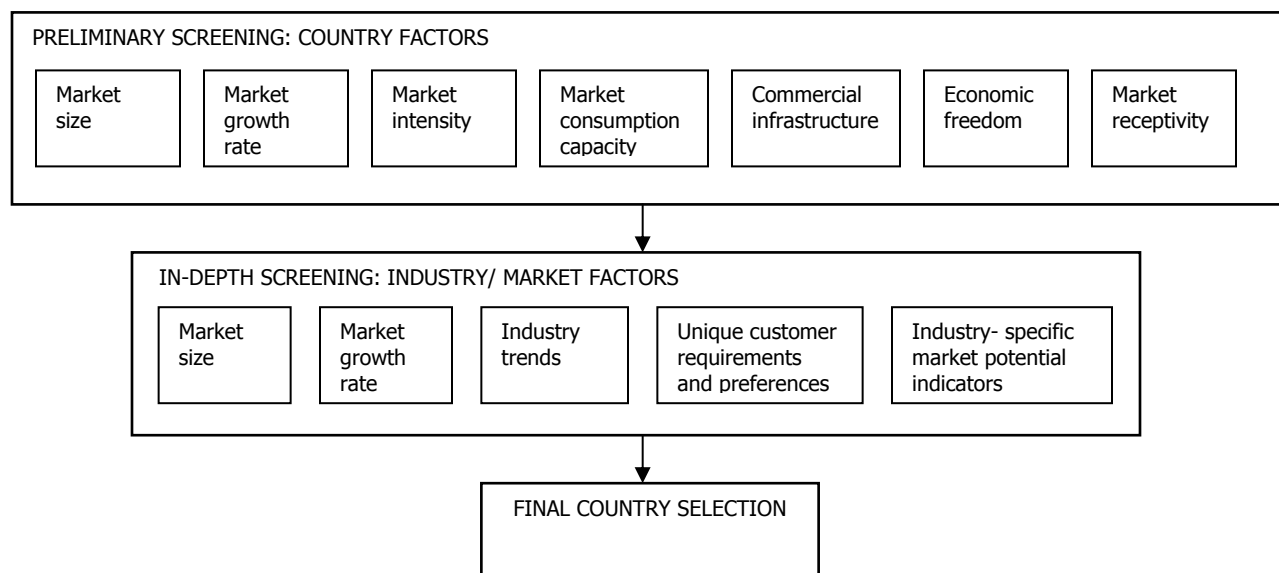 PRELIMINARY SCREENING: COUNTRY FACTORS
Market
size
Market
growth
rate
Market
intensity
Market
consumption
capacity
Commercial
infrastructure
Economic
freedom
Market
receptivity
IN-DEPTH SCREENING: INDUSTRY/ MARKET FACTORS
Market
size
Market
growth
rate
Industry
trends
Unique customer
requirements
and preferences
Industry- specific
market potential
indicators
FINAL COUNTRY SELECTION